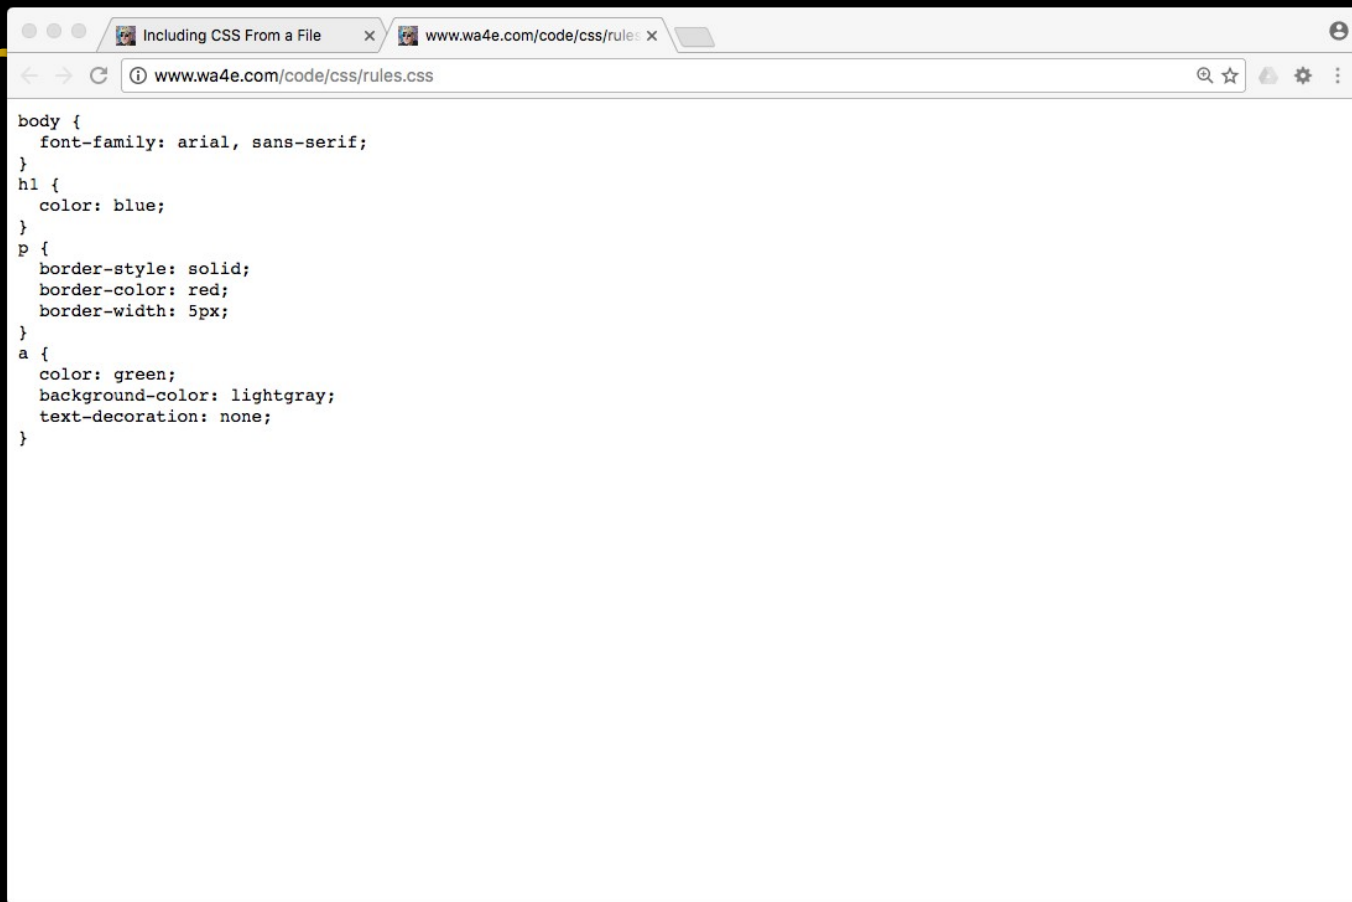 Including CSS From a File
www.wa4e.com/code/css/rules
www.wa4e.com/code/css/rules.css
body {
  font-family: arial, sans-serif;
}
h1 {
  color: blue;
}
p {
  border-style: solid;
  border-color: red;
  border-width: 5px;
}
a {
  color: green;
  background-color: lightgray;
  text-decoration: none;
}